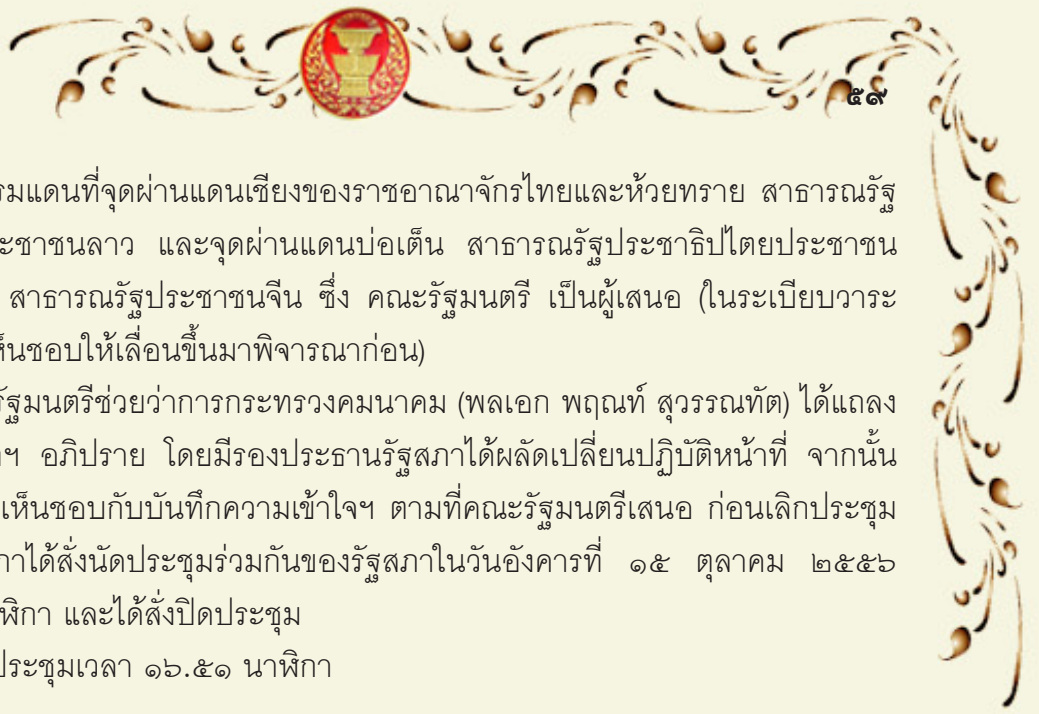 ๕๙
รมแดนที่จุดผ่านแดนเชียงของราชอาณาจักรไทยและห้วยทราย สาธารณรัฐ
ะชาชนลาว และจุดผ่านแดนบ่อเต็น สาธารณรัฐประชาธิปไตยประชาชน
สาธารณรัฐประชาชนจีน ซึ่ง คณะรัฐมนตรี เป็นผู้เสนอ (ในระเบียบวาระ
ห็นชอบให้เลื่อนขึ้นมาพิจารณาก่อน)
รัฐมนตรีช่วยว่าการกระทรวงคมนาคม (พลเอก พฤณท์ สุวรรณทัต) ได้แถลง
าฯ อภิปราย โดยมีรองประธานรัฐสภาได้ผลัดเปลี่ยนปฏิบัติหน้าที่ จากนั้น
เห็นชอบกับบันทึกความเข้าใจฯ ตามที่คณะรัฐมนตรีเสนอ ก่อนเลิกประชุม
ภาได้สั่งนัดประชุมร่วมกันของรัฐสภาในวันอังคารที่ ๑๕ ตุลาคม ๒๕๕๖
ฬิกา และได้สั่งปิดประชุม
ประชุมเวลา ๑๖.๕๑ นาฬิกา